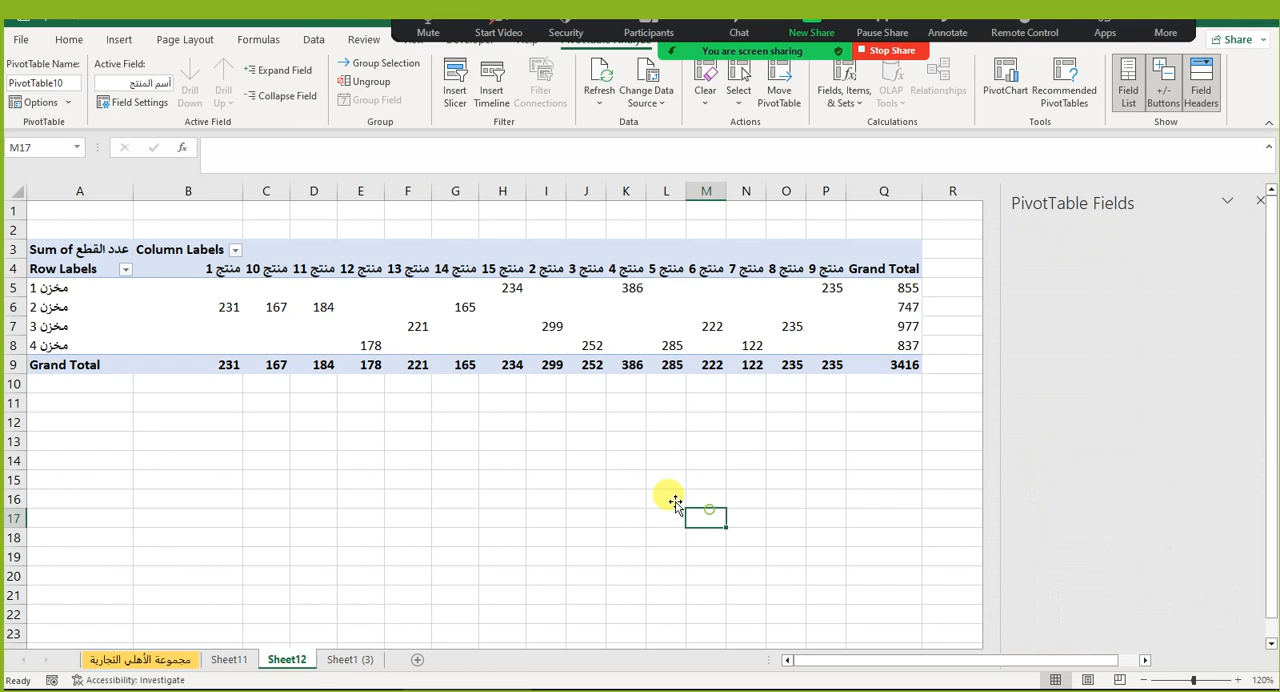 Mute Start Video Security Participants Chat New Share Pause Share Annotate Remote Control Apps More
You are screen sharing Stop Share
File Home Insert Page Layout Formulas Data Review Share
PivotTable Name: Active Field:
PivotTable10 اسم المنتج
Options Field Settings
Drill Down Drill Up
Expand Field
Collapse Field
PivotTable Active Field
Group Selection
Ungroup
Group Field
Group
Insert Slicer Insert Timeline Filter Connections
Filter
Refresh Change Data Source
Data
Clear Select Move PivotTable
Actions
Fields, Items, & Sets OLAP Tools Relationships
Calculations
PivotChart Recommended PivotTables
Tools
Field List +/- Buttons Field Headers
Show
M17 fx
A B C D E F G H I J K L M N O P Q R
PivotTable Fields
1
2
3 Sum of عدد القطع Column Labels
4 Row Labels منتج 1 منتج 10 منتج 11 منتج 12 منتج 13 منتج 14 منتج 15 منتج 2 منتج 3 منتج 4 منتج 5 منتج 6 منتج 7 منتج 8 منتج 9 Grand Total
5 مخزن 1 234 386 235 855
6 مخزن 2 231 167 184 165 747
7 مخزن 3 221 299 222 235 977
8 مخزن 4 178 252 285 122 837
9 Grand Total 231 167 184 178 221 165 234 299 252 386 285 222 122 235 235 3416
10
11
12
13
14
15
16
17
18
19
20
21
22
23
مجموعة الأهلي التجارية Sheet11 Sheet12 Sheet1 (3)
Ready Accessibility: Investigate 120%